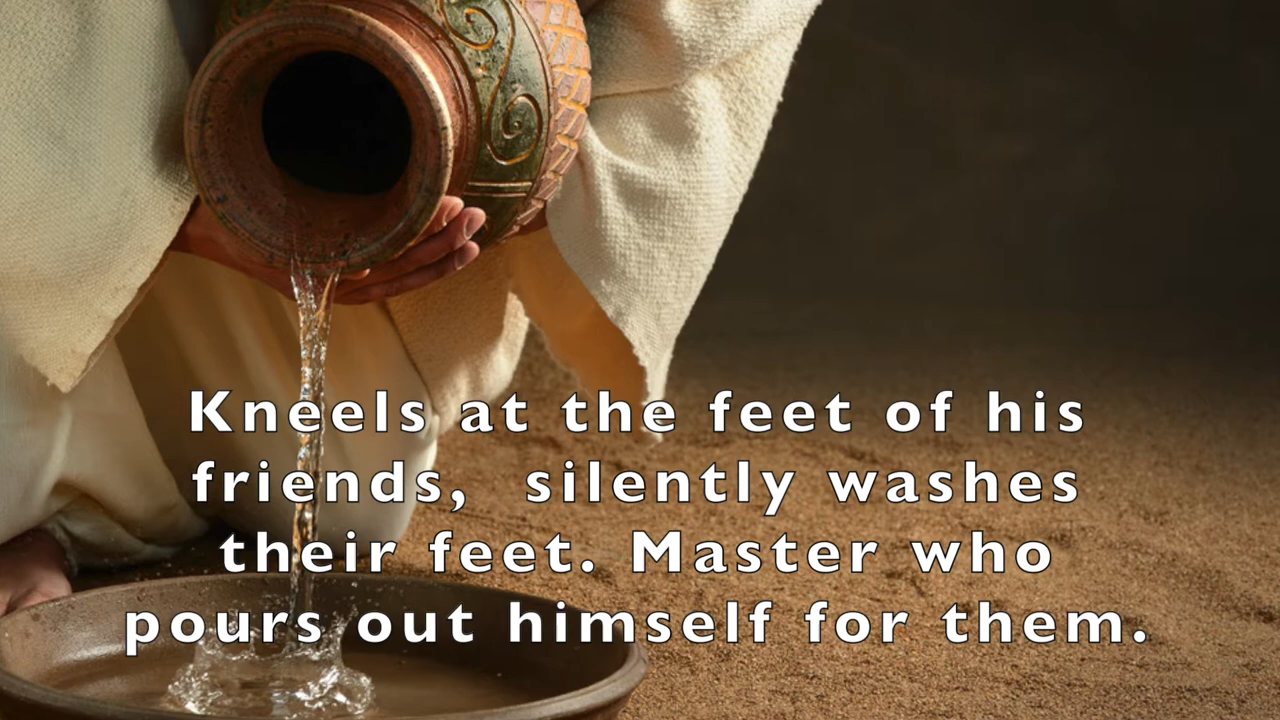 Kneels at the feet of his
friends,  silently washes
their feet. Master who
pours out himself for them.